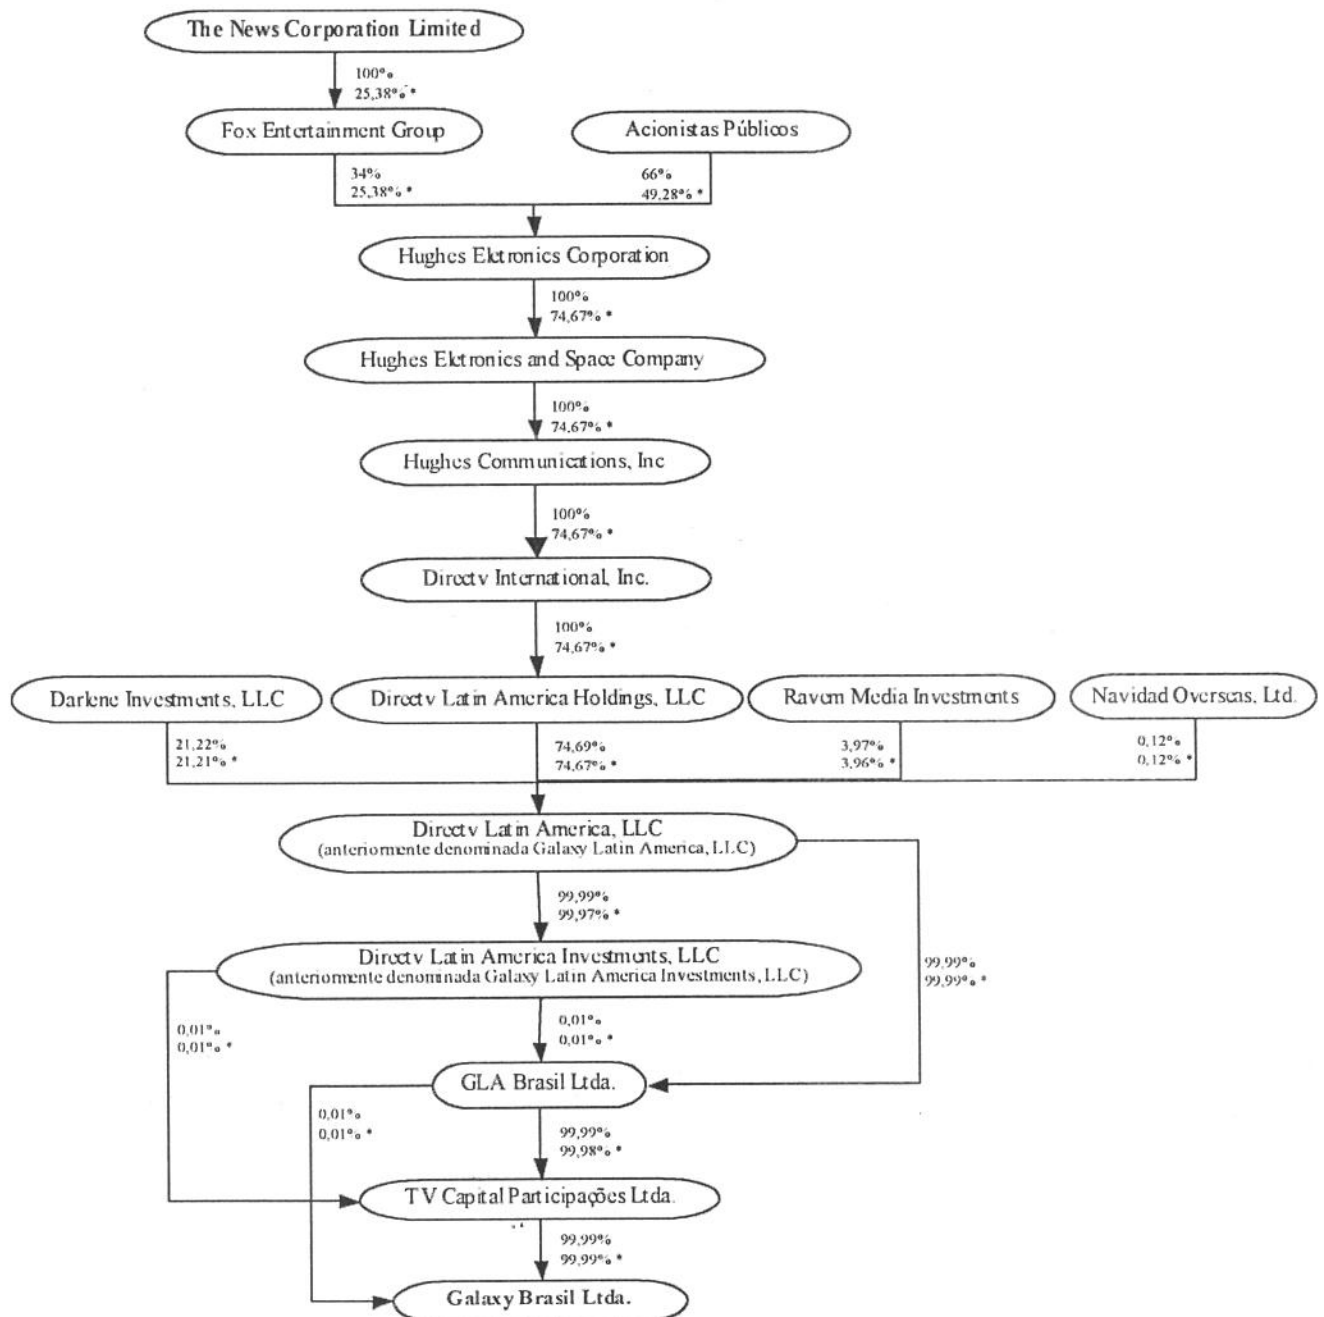 The News Corporation Limited
100%
25,38% *
Fox Entertainment Group
Acionistas Públicos
34%
25,38% *
66%
49,28% *
Hughes Eletronics Corporation
100%
74,67% *
Hughes Eletronics and Space Company
100%
74,67% *
Hughes Communications, Inc
100%
74,67% *
Directv International, Inc.
100%
74,67% *
Darlene Investments, LLC
Directv Latin America Holdings, LLC
Ravem Media Investments
Navidad Overseas, Ltd.
21,22%
21,21% *
74,69%
74,67% *
3,97%
3,96% *
0,12%
0,12% *
Directv Latin America, LLC
(anteriormente denominada Galaxy Latin America, LLC)
99,99%
99,97% *
Directv Latin America Investments, LLC
(anteriormente denominada Galaxy Latin America Investments, LLC)
99,99%
99,99% *
0,01%
0,01% *
0,01%
0,01% *
GLA Brasil Ltda.
0,01%
0,01% *
99,99%
99,98% *
TV Capital Participações Ltda.
99,99%
99,99% *
Galaxy Brasil Ltda.